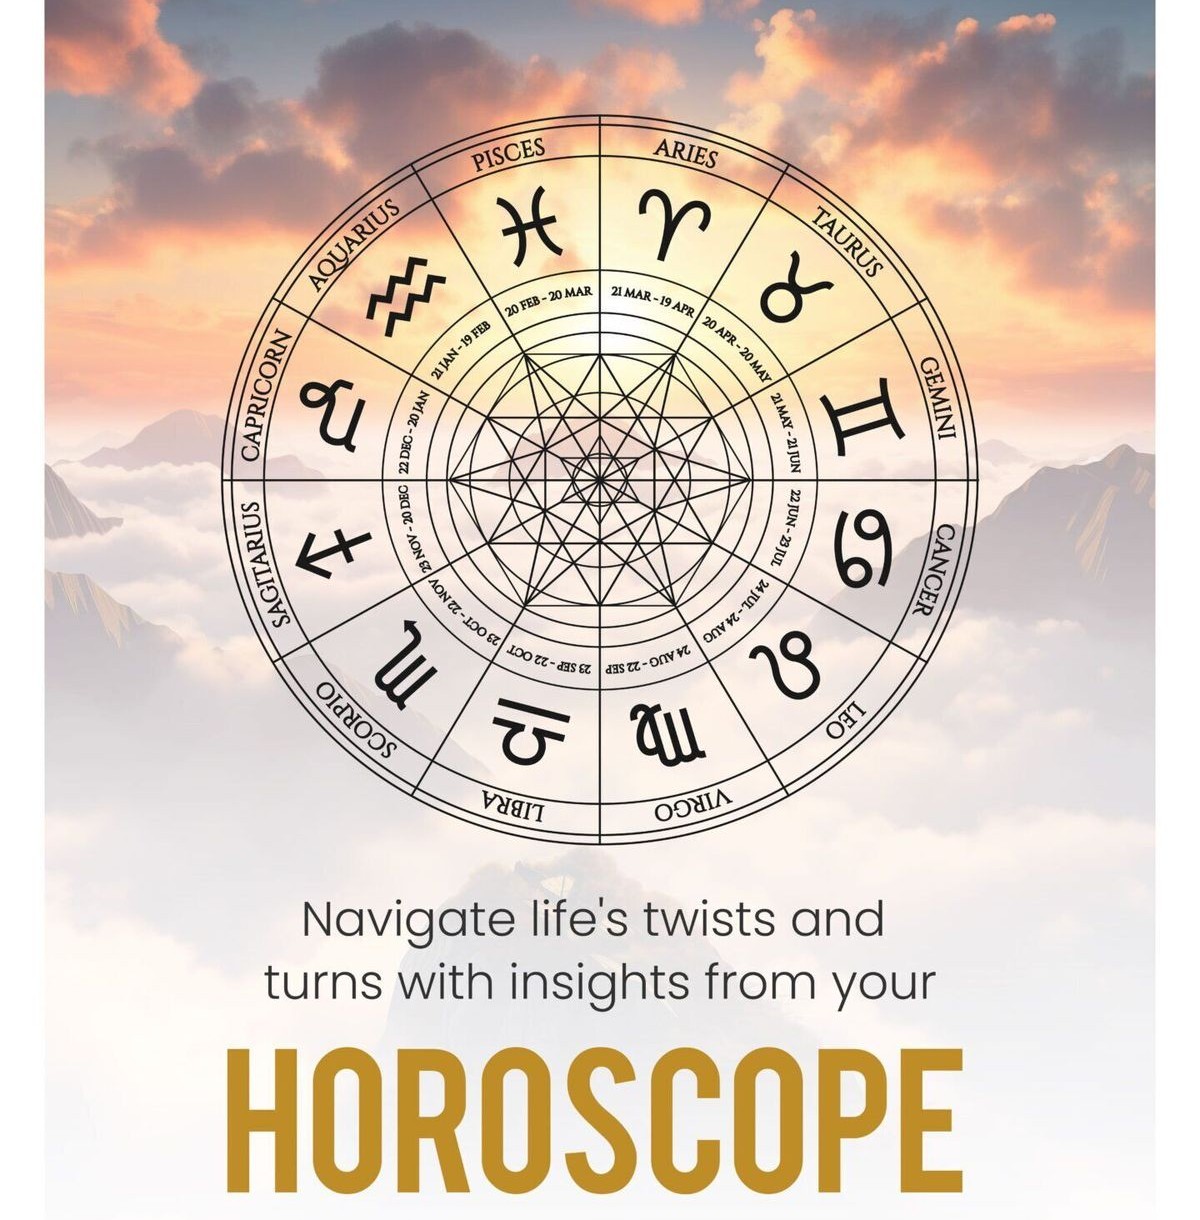 PISCES
ARIES
TAURUS
GEMINI
CANCER
LEO
VIRGO
LIBRA
SCORPIO
SAGITARIUS
CAPRICORN
AQUARIUS
20 FEB - 20 MAR
21 MAR - 19 APR
20 APR - 20 MAY
21 MAY - 21 JUN
22 JUN - 23 JUL
24 JUL - 24 AUG
24 AUG - 22 SEP
23 SEP - 22 OCT
23 OCT - 22 NOV
23 NOV - 20 DEC
22 DEC - 20 JAN
21 JAN - 19 FEB
Navigate life's twists and
turns with insights from your
HOROSCOPE